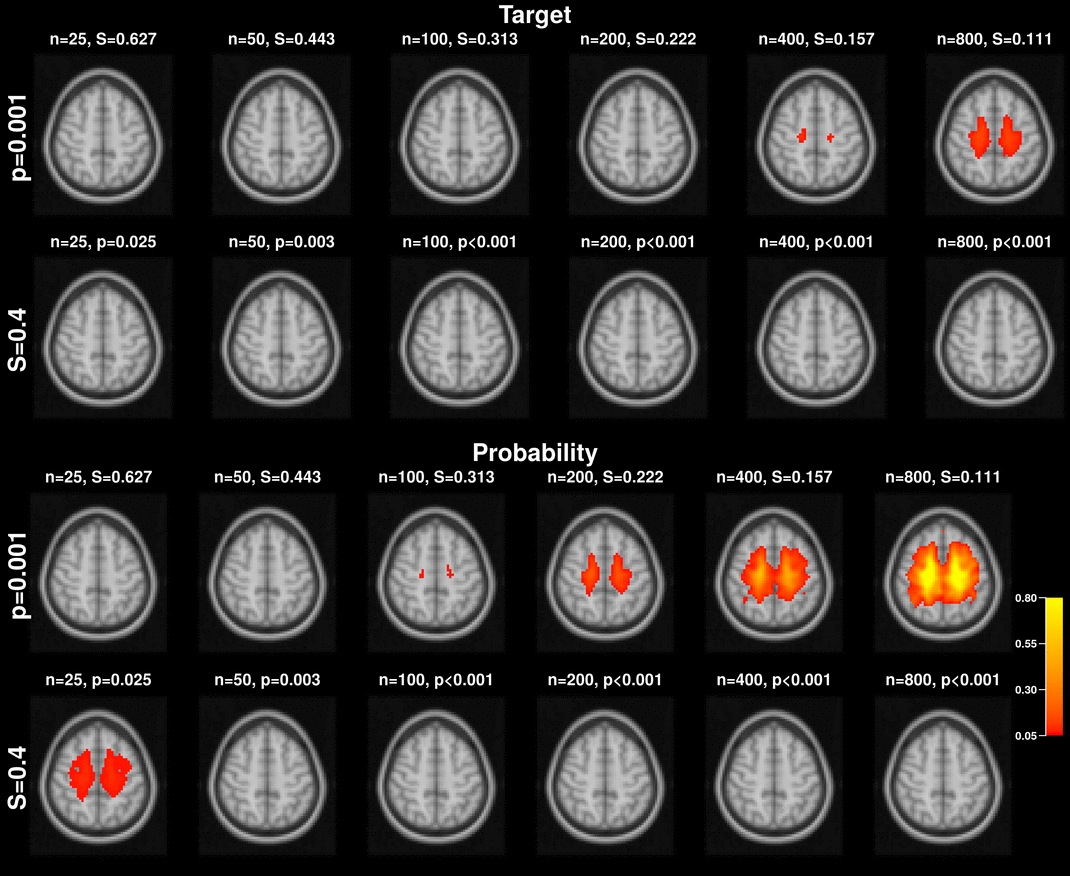 Target
n=25, S=0.627 n=50, S=0.443 n=100, S=0.313 n=200, S=0.222 n=400, S=0.157 n=800, S=0.111
p=0.001
n=25, p=0.025 n=50, p=0.003 n=100, p<0.001 n=200, p<0.001 n=400, p<0.001 n=800, p<0.001
S=0.4
Probability
n=25, S=0.627 n=50, S=0.443 n=100, S=0.313 n=200, S=0.222 n=400, S=0.157 n=800, S=0.111
p=0.001
0.80
0.55
0.30
0.05
n=25, p=0.025 n=50, p=0.003 n=100, p<0.001 n=200, p<0.001 n=400, p<0.001 n=800, p<0.001
S=0.4